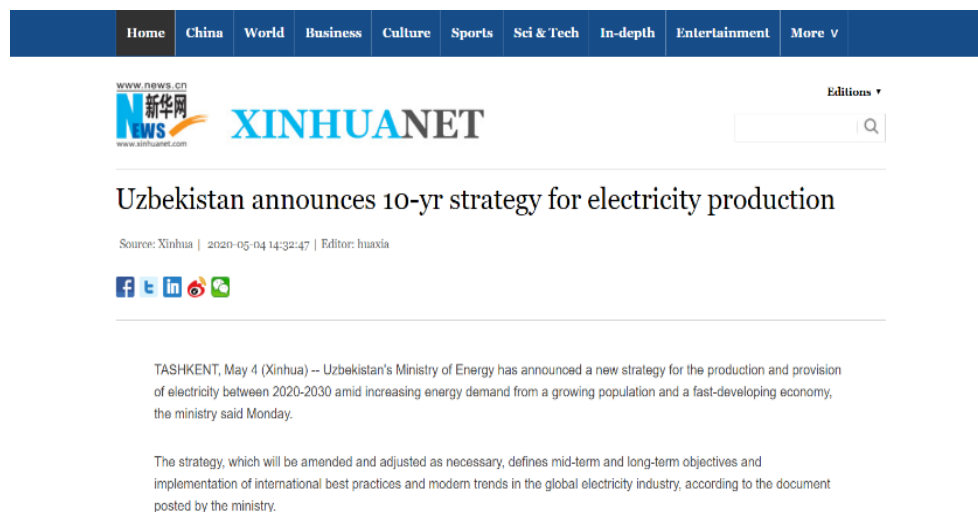 Home China World Business Culture Sports Sci & Tech In-depth Entertainment More ∨
www.news.cn
新华网
NEWS
www.xinhuanet.com
XINHUANET
Editions ▾
Uzbekistan announces 10-yr strategy for electricity production
Source: Xinhua | 2020-05-04 14:32:47 | Editor: huaxia
TASHKENT, May 4 (Xinhua) -- Uzbekistan's Ministry of Energy has announced a new strategy for the production and provision
of electricity between 2020-2030 amid increasing energy demand from a growing population and a fast-developing economy,
the ministry said Monday.
The strategy, which will be amended and adjusted as necessary, defines mid-term and long-term objectives and
implementation of international best practices and modern trends in the global electricity industry, according to the document
posted by the ministry.